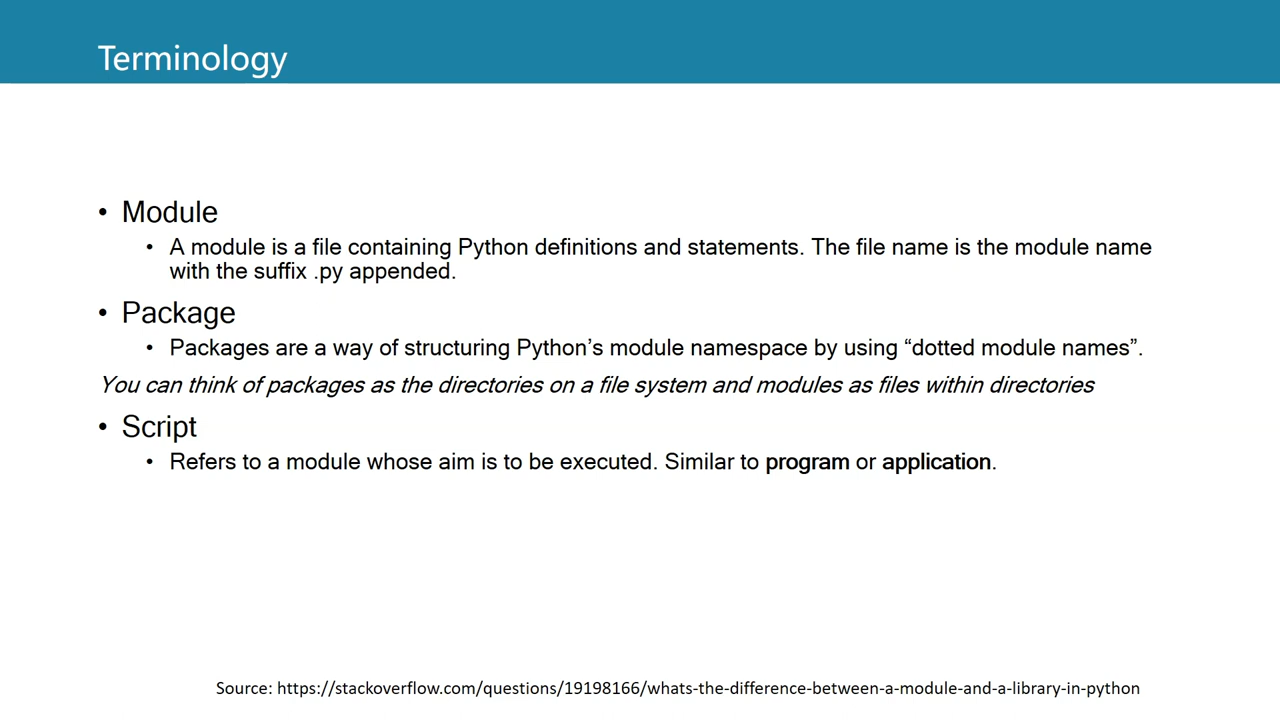 Terminology
• Module
• A module is a file containing Python definitions and statements. The file name is the module name
with the suffix .py appended.
• Package
• Packages are a way of structuring Python’s module namespace by using “dotted module names”.
You can think of packages as the directories on a file system and modules as files within directories
• Script
• Refers to a module whose aim is to be executed. Similar to program or application.
Source: https://stackoverflow.com/questions/19198166/whats-the-difference-between-a-module-and-a-library-in-python